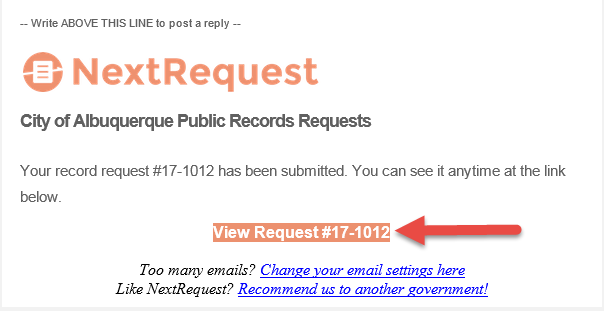 -- Write ABOVE THIS LINE to post a reply --
NextRequest
City of Albuquerque Public Records Requests
Your record request #17-1012 has been submitted. You can see it anytime at the link
below.
View Request #17-1012
Too many emails? Change your email settings here
Like NextRequest? Recommend us to another government!